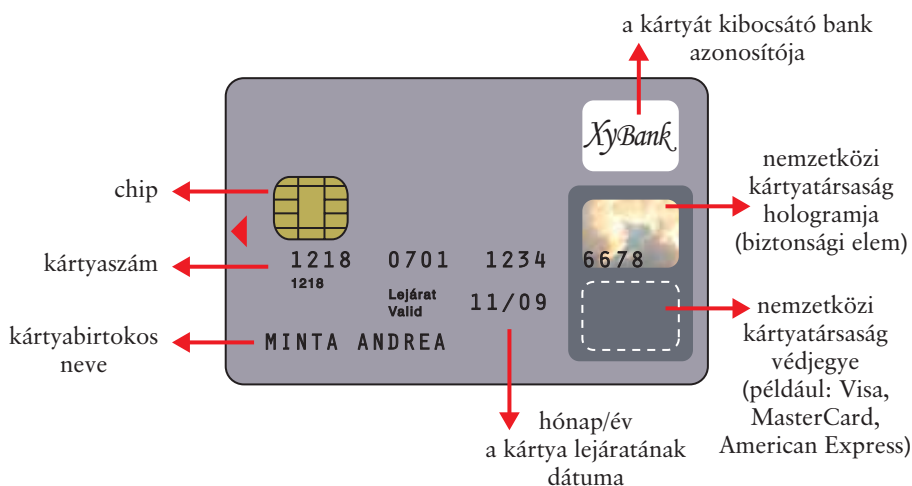 a kártyát kibocsátó bank
azonosítója
XyBank
chip
nemzetközi
kártyatársaság
hologramja
(biztonsági elem)
kártyaszám
1218 0701 1234 6678
1218
Lejárat
Valid
11/09
kártyabirtokos
neve
MINTA ANDREA
nemzetközi
kártyatársaság
védjegye
(például: Visa,
MasterCard,
American Express)
hónap/év
a kártya lejáratának
dátuma